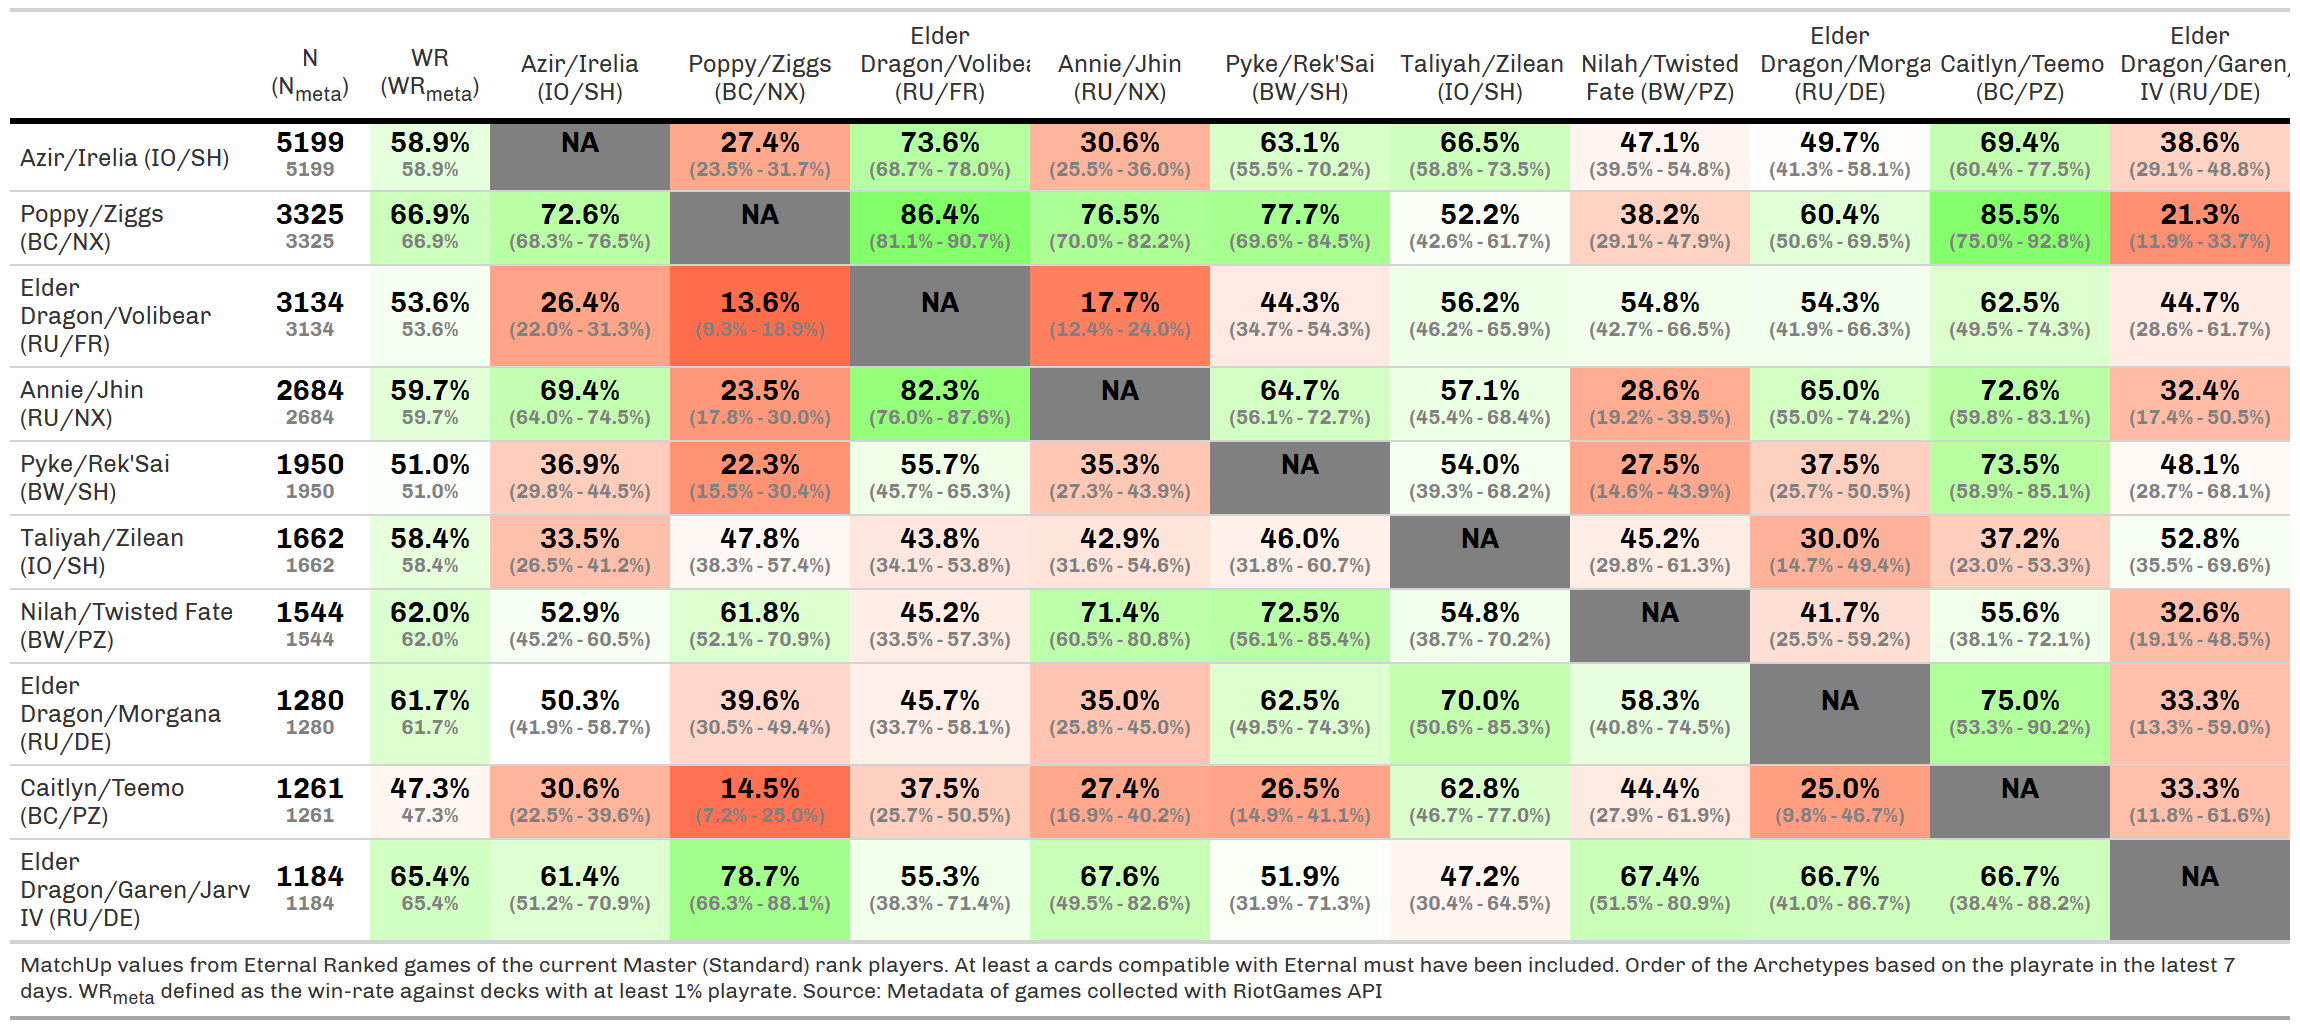 N (Nmeta) WR (WRmeta) Azir/Irelia (IO/SH) Poppy/Ziggs (BC/NX) Elder Dragon/Volibea (RU/FR) Annie/Jhin (RU/NX) Pyke/Rek'Sai (BW/SH) Taliyah/Zilean (IO/SH) Nilah/Twisted Fate (BW/PZ) Elder Dragon/Morga (RU/DE) Caitlyn/Teemo (BC/PZ) Elder Dragon/Garen/ IV (RU/DE)
Azir/Irelia (IO/SH) 5199 58.9% NA 27.4% 73.6% 30.6% 63.1% 66.5% 47.1% 49.7% 69.4% 38.6%
5199 58.9% (23.5% - 31.7%) (68.7% - 78.0%) (25.5% - 36.0%) (55.5% - 70.2%) (58.8% - 73.5%) (39.5% - 54.8%) (41.3% - 58.1%) (60.4% - 77.5%) (29.1% - 48.8%)
Poppy/Ziggs 3325 66.9% 72.6% NA 86.4% 76.5% 77.7% 52.2% 38.2% 60.4% 85.5% 21.3%
(BC/NX) 3325 66.9% (68.3% - 76.5%) (81.1% - 90.7%) (70.0% - 82.2%) (69.6% - 84.5%) (42.6% - 61.7%) (29.1% - 47.9%) (50.6% - 69.5%) (75.0% - 92.8%) (11.9% - 33.7%)
Elder
Dragon/Volibear 3134 53.6% 26.4% 13.6% NA 17.7% 44.3% 56.2% 54.8% 54.3% 62.5% 44.7%
(RU/FR) 3134 53.6% (22.0% - 31.3%) (9.3% - 18.9%) (12.4% - 24.0%) (34.7% - 54.3%) (46.2% - 65.9%) (42.7% - 66.5%) (41.9% - 66.3%) (49.5% - 74.3%) (28.6% - 61.7%)
Annie/Jhin 2684 59.7% 69.4% 23.5% 82.3% NA 64.7% 57.1% 28.6% 65.0% 72.6% 32.4%
(RU/NX) 2684 59.7% (64.0% - 74.5%) (17.8% - 30.0%) (76.0% - 87.6%) (56.1% - 72.7%) (45.4% - 68.4%) (19.2% - 39.5%) (55.0% - 74.2%) (59.8% - 83.1%) (17.4% - 50.5%)
Pyke/Rek'Sai 1950 51.0% 36.9% 22.3% 55.7% 35.3% NA 54.0% 27.5% 37.5% 73.5% 48.1%
(BW/SH) 1950 51.0% (29.8% - 44.5%) (15.5% - 30.4%) (45.7% - 65.3%) (27.3% - 43.9%) (39.3% - 68.2%) (14.6% - 43.9%) (25.7% - 50.5%) (58.9% - 85.1%) (28.7% - 68.1%)
Taliyah/Zilean 1662 58.4% 33.5% 47.8% 43.8% 42.9% 46.0% NA 45.2% 30.0% 37.2% 52.8%
(IO/SH) 1662 58.4% (26.5% - 41.2%) (38.3% - 57.4%) (34.1% - 53.8%) (31.6% - 54.6%) (31.8% - 60.7%) (29.8% - 61.3%) (14.7% - 49.4%) (23.0% - 53.3%) (35.5% - 69.6%)
Nilah/Twisted Fate 1544 62.0% 52.9% 61.8% 45.2% 71.4% 72.5% 54.8% NA 41.7% 55.6% 32.6%
(BW/PZ) 1544 62.0% (45.2% - 60.5%) (52.1% - 70.9%) (33.5% - 57.3%) (60.5% - 80.8%) (56.1% - 85.4%) (38.7% - 70.2%) (25.5% - 59.2%) (38.1% - 72.1%) (19.1% - 48.5%)
Elder
Dragon/Morgana 1280 61.7% 50.3% 39.6% 45.7% 35.0% 62.5% 70.0% 58.3% NA 75.0% 33.3%
(RU/DE) 1280 61.7% (41.9% - 58.7%) (30.5% - 49.4%) (33.7% - 58.1%) (25.8% - 45.0%) (49.5% - 74.3%) (50.6% - 85.3%) (40.8% - 74.5%) (53.3% - 90.2%) (13.3% - 59.0%)
Caitlyn/Teemo 1261 47.3% 30.6% 14.5% 37.5% 27.4% 26.5% 62.8% 44.4% 25.0% NA 33.3%
(BC/PZ) 1261 47.3% (22.5% - 39.6%) (7.2% - 25.0%) (25.7% - 50.5%) (16.9% - 40.2%) (14.9% - 41.1%) (46.7% - 77.0%) (27.9% - 61.9%) (9.8% - 46.7%) (11.8% - 61.6%)
Elder
Dragon/Garen/Jarv 1184 65.4% 61.4% 78.7% 55.3% 67.6% 51.9% 47.2% 67.4% 66.7% 66.7% NA
IV (RU/DE) 1184 65.4% (51.2% - 70.9%) (66.3% - 88.1%) (38.3% - 71.4%) (49.5% - 82.6%) (31.9% - 71.3%) (30.4% - 64.5%) (51.5% - 80.9%) (41.0% - 86.7%) (38.4% - 88.2%)
MatchUp values from Eternal Ranked games of the current Master (Standard) rank players. At least a cards compatible with Eternal must have been included. Order of the Archetypes based on the playrate in the latest 7
days. WRmeta defined as the win-rate against decks with at least 1% playrate. Source: Metadata of games collected with RiotGames API